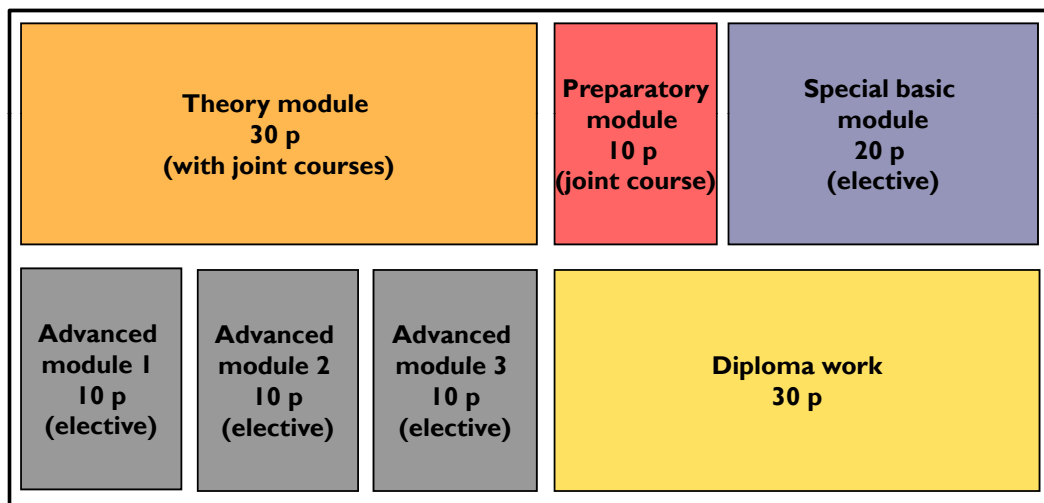 Theory module
30 p
(with joint courses)
Preparatory
module
10 p
(joint course)
Special basic
module
20 p
(elective)
Advanced
module 1
10 p
(elective)
Advanced
module 2
10 p
(elective)
Advanced
module 3
10 p
(elective)
Diploma work
30 p